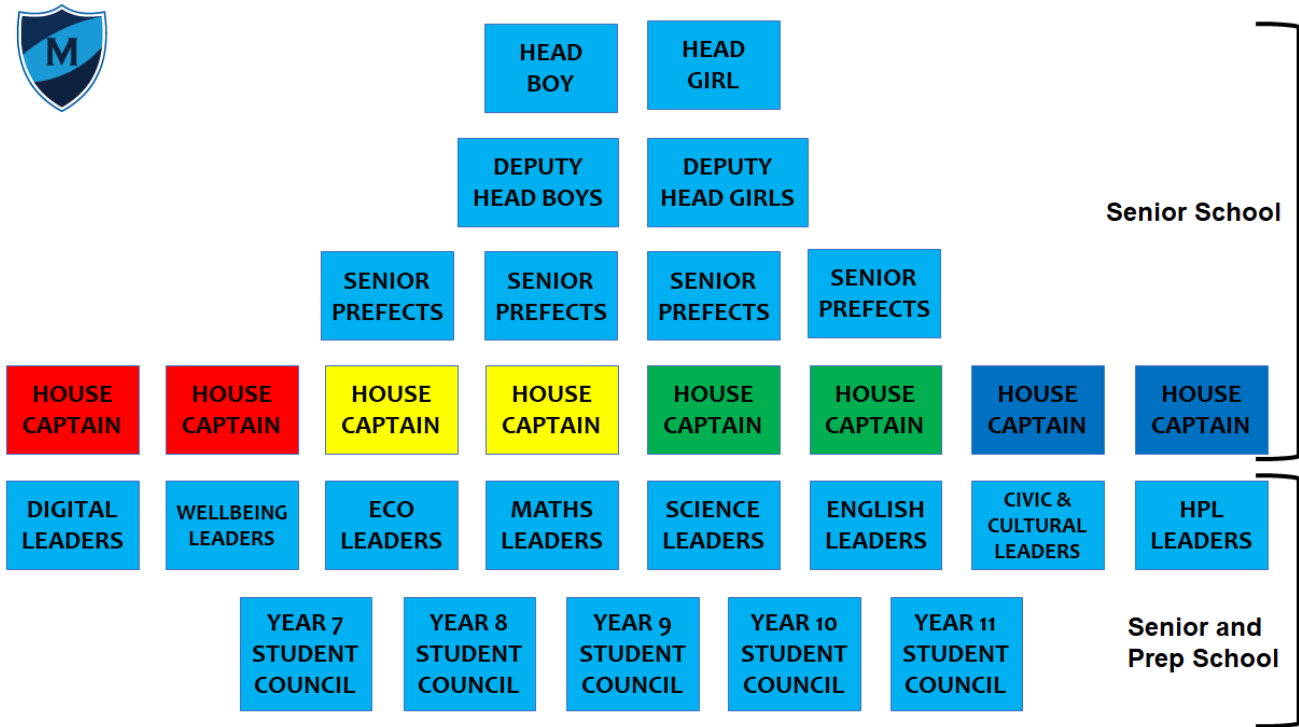 M
HEAD
BOY
HEAD
GIRL
DEPUTY
HEAD BOYS
DEPUTY
HEAD GIRLS
Senior School
SENIOR
PREFECTS
SENIOR
PREFECTS
SENIOR
PREFECTS
SENIOR
PREFECTS
HOUSE
CAPTAIN
HOUSE
CAPTAIN
HOUSE
CAPTAIN
HOUSE
CAPTAIN
HOUSE
CAPTAIN
HOUSE
CAPTAIN
HOUSE
CAPTAIN
HOUSE
CAPTAIN
DIGITAL
LEADERS
WELLBEING
LEADERS
ECO
LEADERS
MATHS
LEADERS
SCIENCE
LEADERS
ENGLISH
LEADERS
CIVIC &
CULTURAL
LEADERS
HPL
LEADERS
YEAR 7
STUDENT
COUNCIL
YEAR 8
STUDENT
COUNCIL
YEAR 9
STUDENT
COUNCIL
YEAR 10
STUDENT
COUNCIL
YEAR 11
STUDENT
COUNCIL
Senior and
Prep School